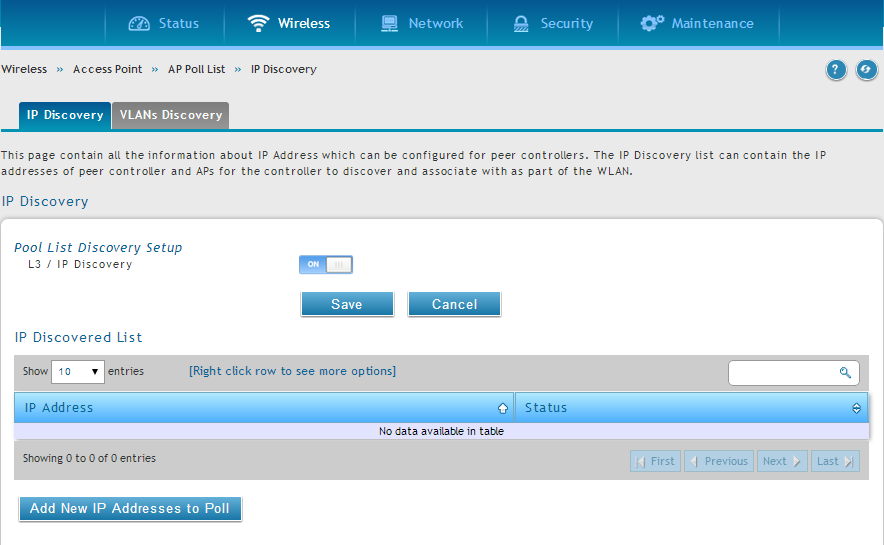 Status Wireless Network Security Maintenance
Wireless » Access Point » AP Poll List » IP Discovery ?
IP Discovery VLANs Discovery
This page contain all the information about IP Address which can be configured for peer controllers. The IP Discovery list can contain the IP
addresses of peer controller and APs for the controller to discover and associate with as part of the WLAN.
IP Discovery
Pool List Discovery Setup
L3 / IP Discovery ON
Save Cancel
IP Discovered List
Show 10 entries [Right click row to see more options]
IP Address Status
No data available in table
Showing 0 to 0 of 0 entries First Previous Next Last
Add New IP Addresses to Poll